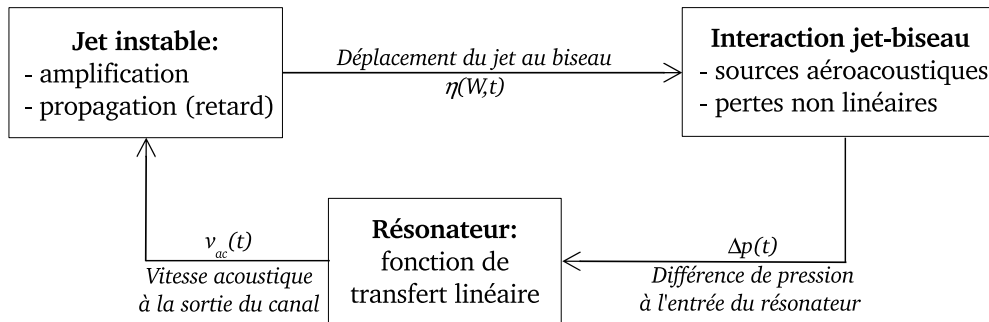 Jet instable:
- amplification
- propagation (retard)
Déplacement du jet au biseau
η(W,t)
Interaction jet-biseau
- sources aéroacoustiques
- pertes non linéaires
v_ac(t)
Vitesse acoustique
à la sortie du canal
Résonateur:
fonction de
transfert linéaire
Δp(t)
Différence de pression
à l'entrée du résonateur